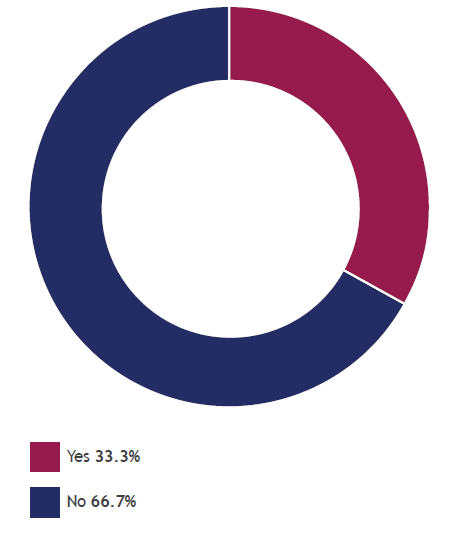 Yes 33.3%
No 66.7%